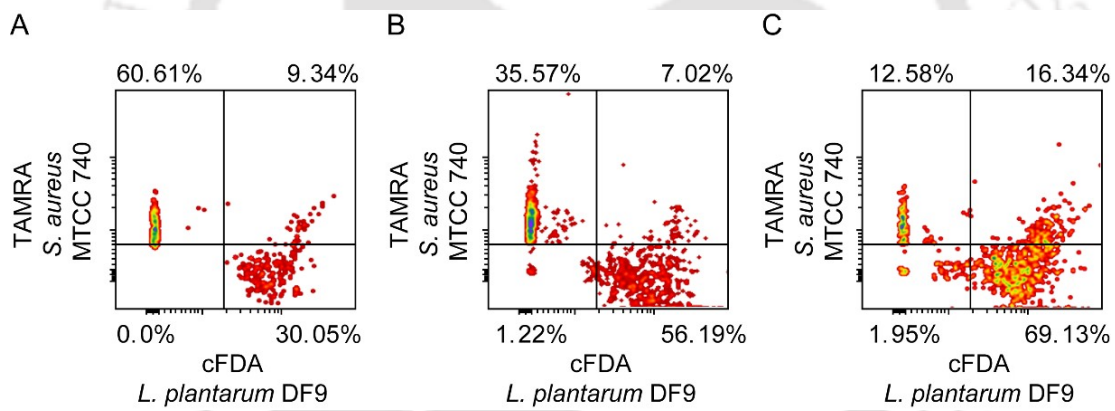 A
B
C
60.61% 9.34%
35.57% 7.02%
12.58% 16.34%
TAMRA
S. aureus
MTCC 740
TAMRA
S. aureus
MTCC 740
TAMRA
S. aureus
MTCC 740
0.0% 30.05%
1.22% 56.19%
1.95% 69.13%
cFDA
L. plantarum DF9
cFDA
L. plantarum DF9
cFDA
L. plantarum DF9